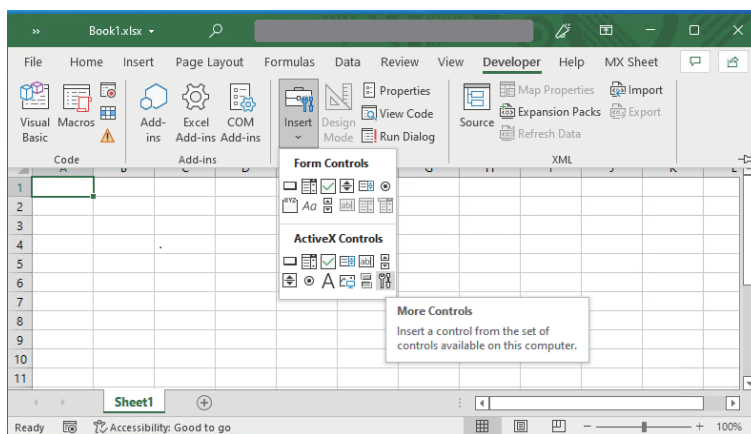 Book1.xlsx
File Home Insert Page Layout Formulas Data Review View Developer Help MX Sheet
Visual Basic
Macros
Add-ins
Excel Add-ins
COM Add-ins
Insert
Design Mode
Properties
View Code
Run Dialog
Source
Map Properties
Expansion Packs
Refresh Data
Import
Export
Code Add-ins XML
Form Controls
XYZ Aa ab|
ActiveX Controls
ab|
A
More Controls
Insert a control from the set of
controls available on this computer.
1
2
3
4
5
6
7
8
9
10
11
Sheet1
Ready Accessibility: Good to go 100%